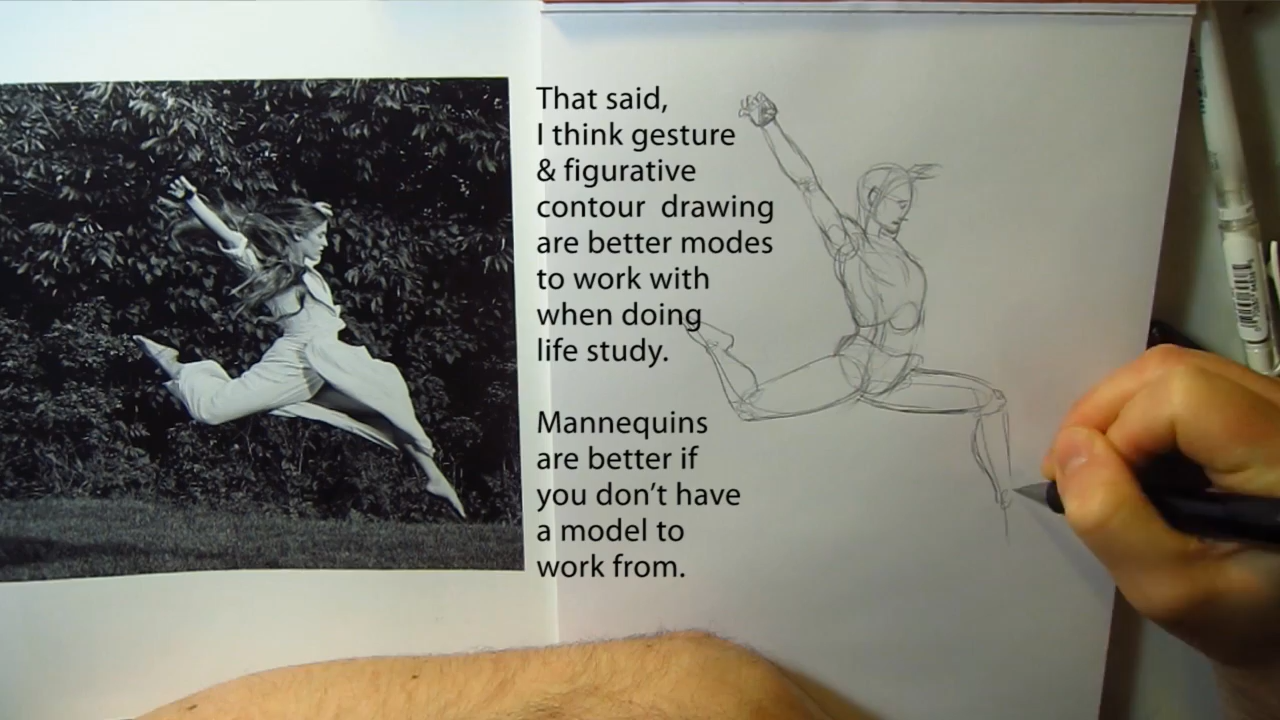 That said,
I think gesture
& figurative
contour drawing
are better modes
to work with
when doing
life study.
Mannequins
are better if
you don't have
a model to
work from.